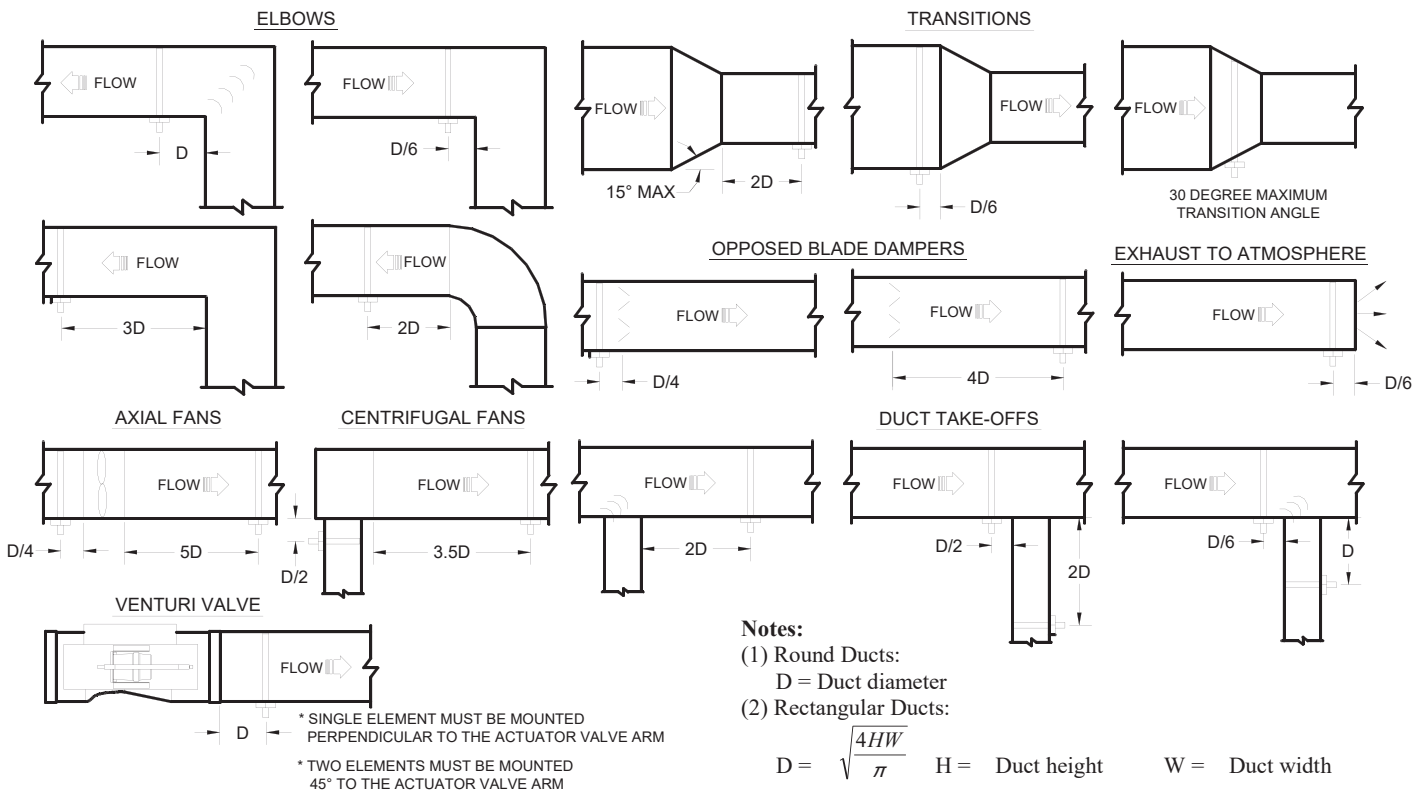 ELBOWS
TRANSITIONS
FLOW
FLOW
FLOW
FLOW
FLOW
D
D/6
15° MAX
2D
D/6
30 DEGREE MAXIMUM
TRANSITION ANGLE
FLOW
3D
FLOW
2D
OPPOSED BLADE DAMPERS
FLOW
D/4
FLOW
4D
EXHAUST TO ATMOSPHERE
FLOW
D/6
AXIAL FANS
FLOW
D/4
5D
CENTRIFUGAL FANS
FLOW
D/2
3.5D
DUCT TAKE-OFFS
FLOW
2D
FLOW
D/2
2D
FLOW
D/6
D
VENTURI VALVE
FLOW
D
* SINGLE ELEMENT MUST BE MOUNTED
PERPENDICULAR TO THE ACTUATOR VALVE ARM
* TWO ELEMENTS MUST BE MOUNTED
45° TO THE ACTUATOR VALVE ARM
Notes:
(1) Round Ducts:
D = Duct diameter
(2) Rectangular Ducts:
D = √(4HW/π) H = Duct height W = Duct width